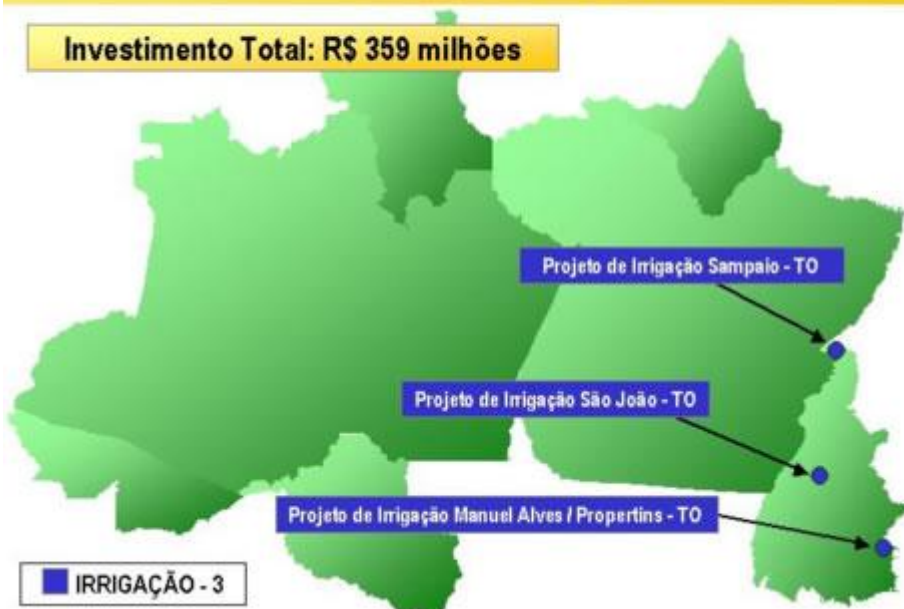 Investimento Total: R$ 359 milhões
Projeto de Irrigação Sampaio - TO
Projeto de Irrigação São João - TO
Projeto de Irrigação Manuel Alves / Propertins - TO
IRRIGAÇÃO - 3